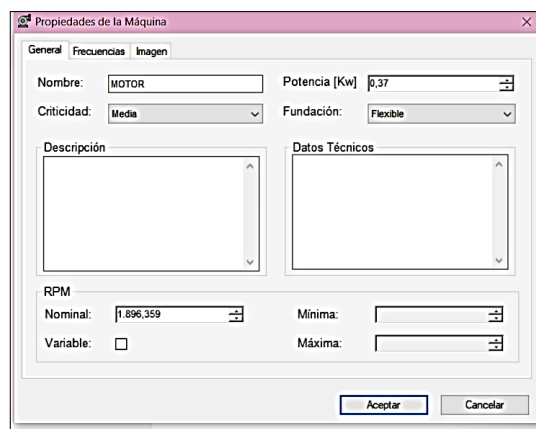 Propiedades de la Máquina
General Frecuencias Imagen
Nombre: MOTOR Potencia [Kw] 0,37
Criticidad: Media Fundación: Flexible
Descripción Datos Técnicos
RPM
Nominal: 1.896,359 Mínima:
Variable: Máxima:
Aceptar Cancelar